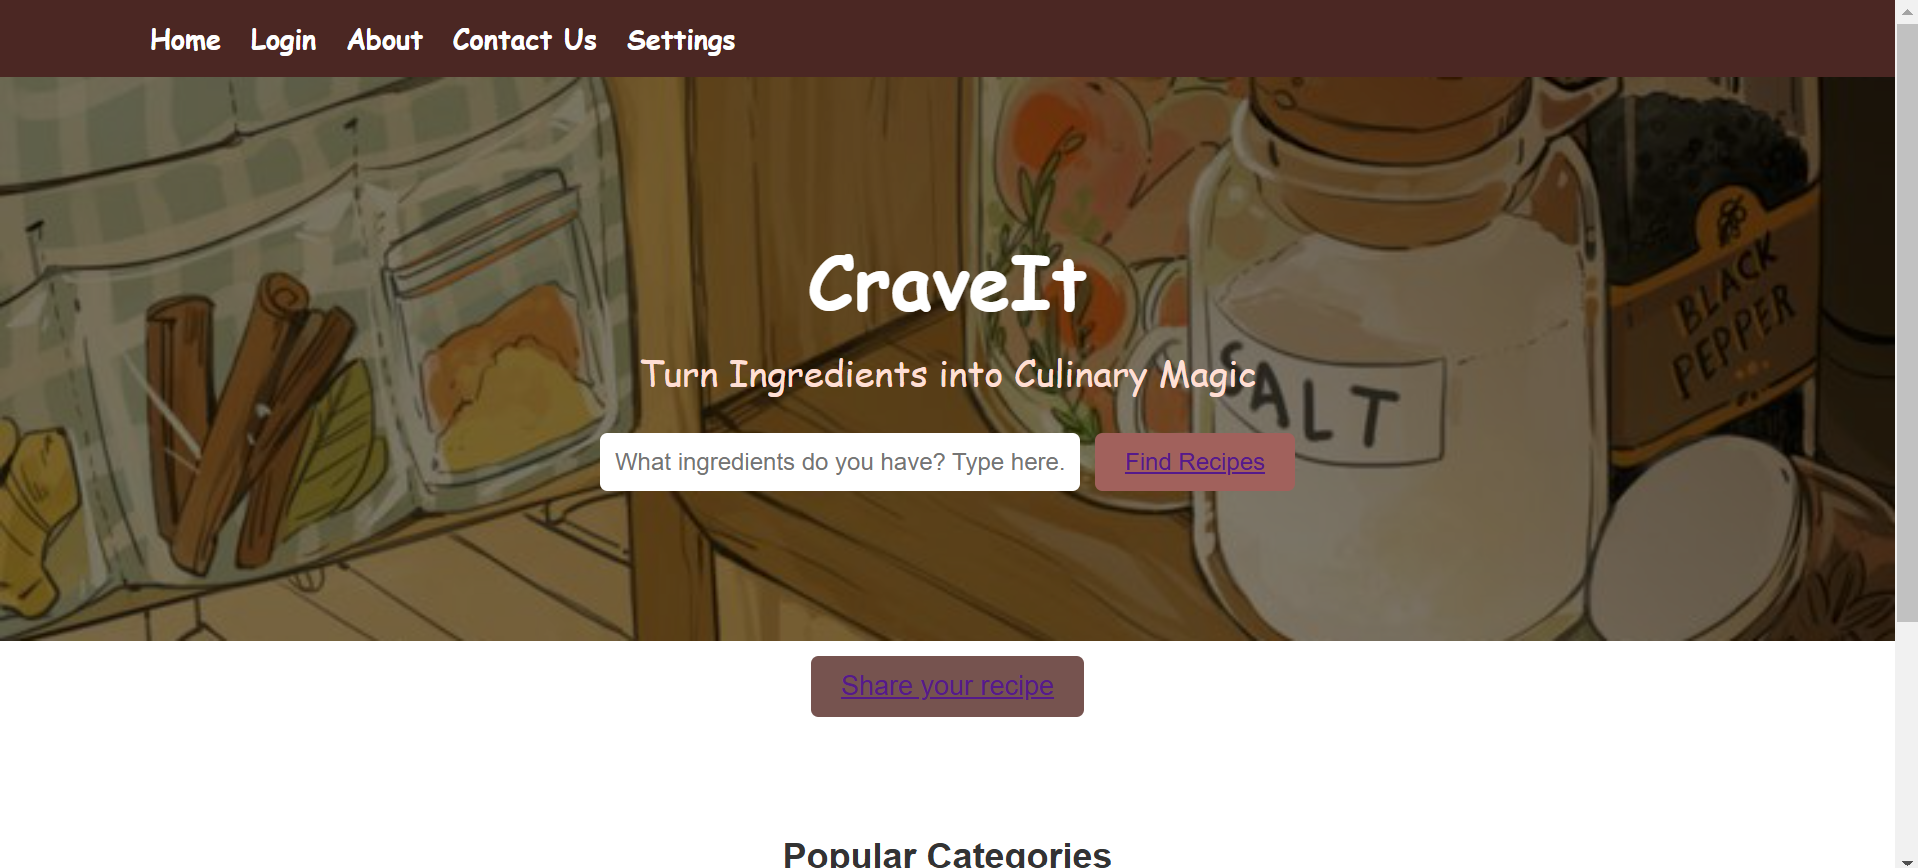 Home Login About Contact Us Settings
CraveIt
Turn Ingredients into Culinary Magic
SALT
BLACK
PEPPER
What ingredients do you have? Type here.
Find Recipes
Share your recipe
Popular Categories